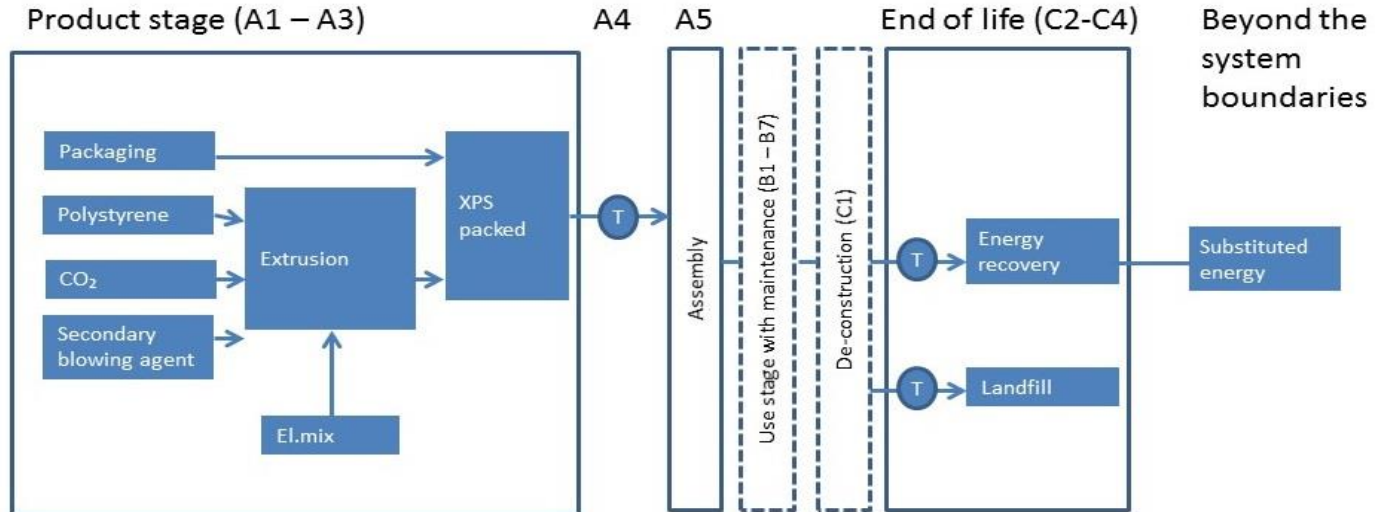 Product stage (A1 – A3)
A4
A5
End of life (C2-C4)
Beyond the
system
boundaries
Packaging
Polystyrene
CO₂
Secondary
blowing agent
Extrusion
El.mix
XPS
packed
T
Assembly
Use stage with maintenance (B1 – B7)
De-construction (C1)
T
Energy
recovery
T
Landfill
Substituted
energy